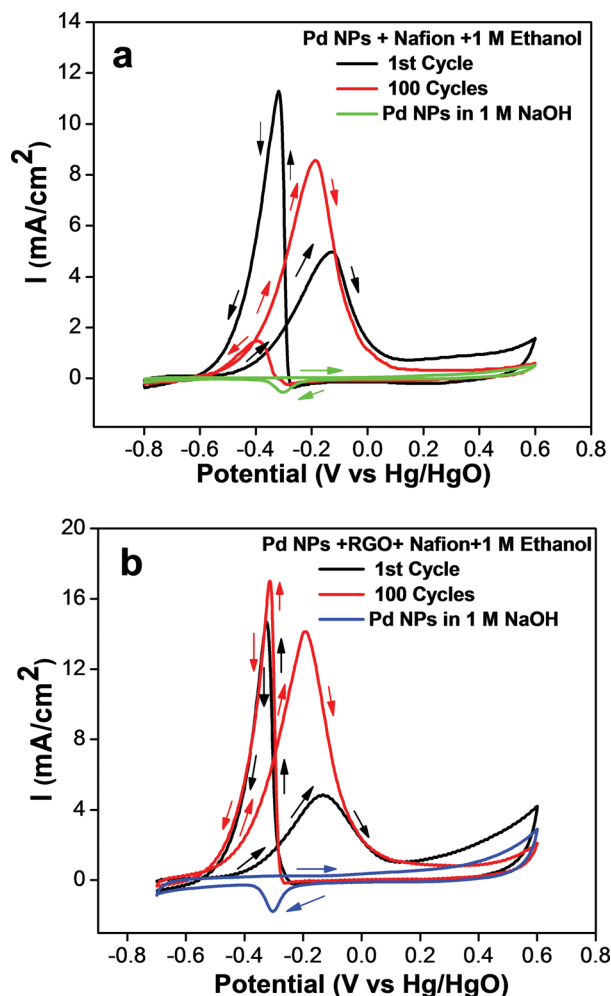 a
Pd NPs + Nafion +1 M Ethanol
1st Cycle
100 Cycles
Pd NPs in 1 M NaOH
I (mA/cm2)
14
12
10
8
6
4
2
0
-0.8 -0.6 -0.4 -0.2 0.0 0.2 0.4 0.6 0.8
Potential (V vs Hg/HgO)
b
Pd NPs +RGO+ Nafion+1 M Ethanol
1st Cycle
100 Cycles
Pd NPs in 1 M NaOH
I (mA/cm2)
20
16
12
8
4
0
-0.8 -0.6 -0.4 -0.2 0.0 0.2 0.4 0.6 0.8
Potential (V vs Hg/HgO)